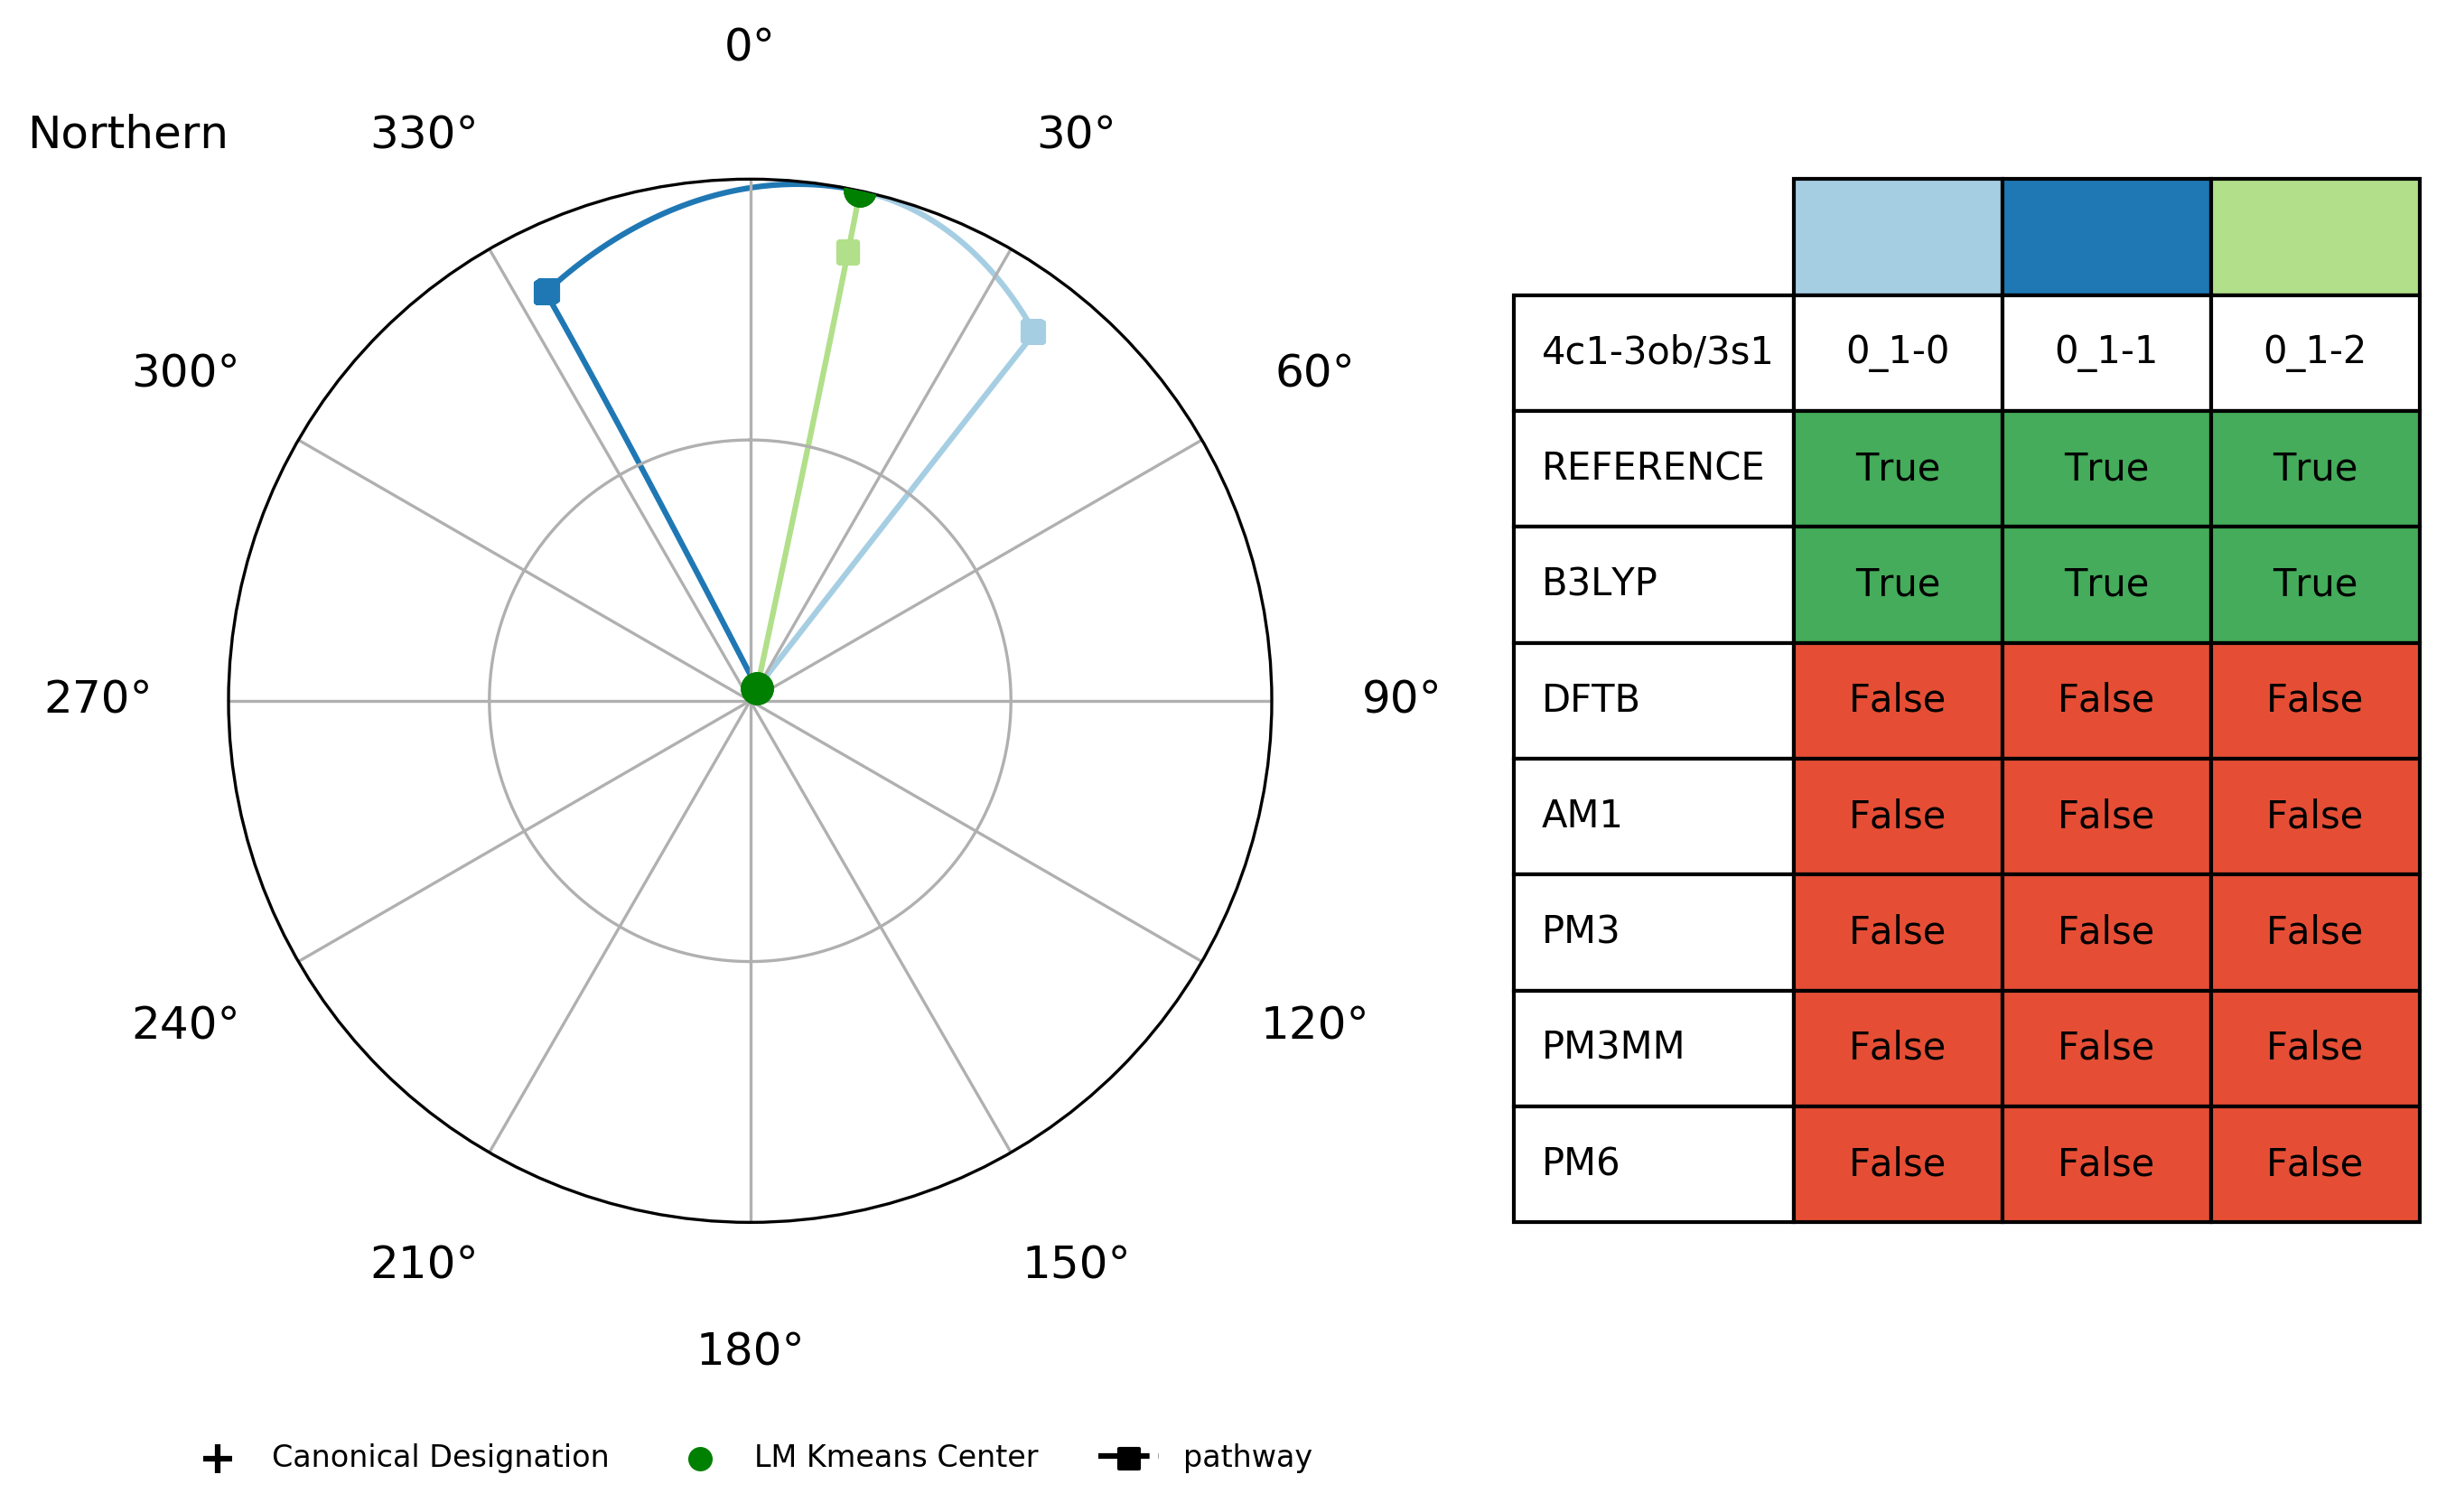 0°
Northern
330°
30°
300°
60°
270°
90°
240°
120°
210°
150°
180°
4c1-3ob/3s1 0_1-0 0_1-1 0_1-2
REFERENCE True True True
B3LYP True True True
DFTB False False False
AM1 False False False
PM3 False False False
PM3MM False False False
PM6 False False False
Canonical Designation
LM Kmeans Center
pathway